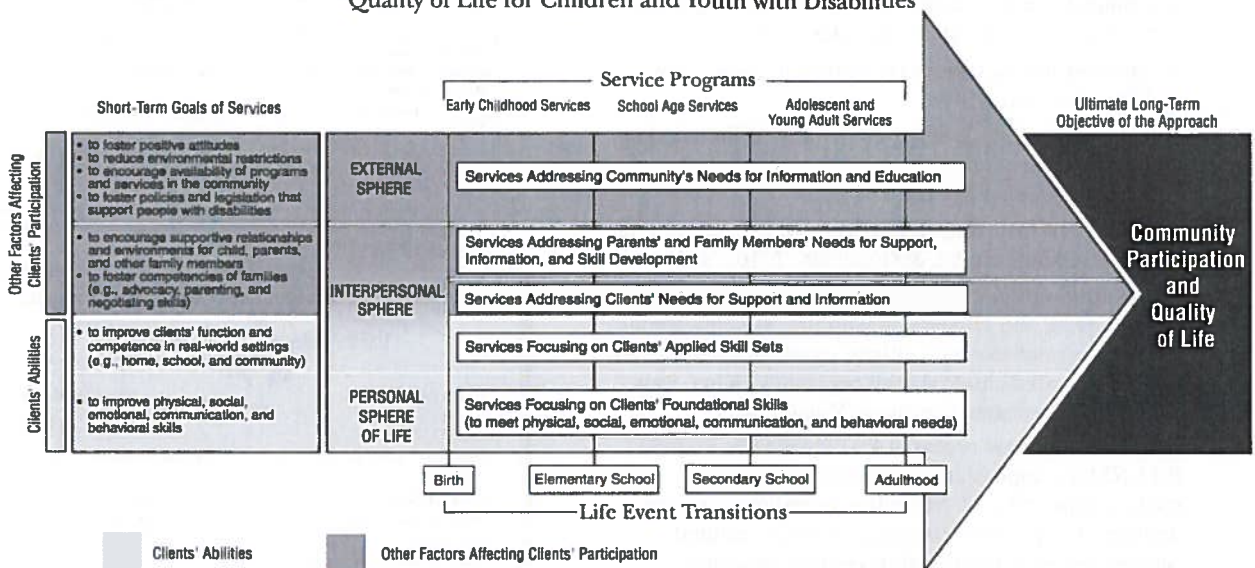 Quality of Life for Children and Youth with Disabilities
Service Programs
Short-Term Goals of Services
Early Childhood Services
School Age Services
Adolescent and
Young Adult Services
Ultimate Long-Term
Objective of the Approach
Other Factors Affecting
Clients' Participation
• to foster positive attitudes
• to reduce environmental restrictions
• to encourage availability of programs
and services in the community
• to foster policies and legislation that
support people with disabilities
EXTERNAL
SPHERE
Services Addressing Community's Needs for Information and Education
• to encourage supportive relationships
and environments for child, parents,
and other family members
• to foster competencies of families
(e.g., advocacy, parenting, and
negotiating skills)
INTERPERSONAL
SPHERE
Services Addressing Parents' and Family Members' Needs for Support,
Information, and Skill Development
Services Addressing Clients' Needs for Support and Information
Community
Participation
and
Quality
of Life
Clients' Abilities
• to improve clients' function and
competence in real-world settings
(e.g., home, school, and community)
Services Focusing on Clients' Applied Skill Sets
• to improve physical, social,
emotional, communication, and
behavioral skills
PERSONAL
SPHERE
OF LIFE
Services Focusing on Clients' Foundational Skills
(to meet physical, social, emotional, communication, and behavioral needs)
Birth
Elementary School
Secondary School
Adulthood
Life Event Transitions
Clients' Abilities
Other Factors Affecting Clients' Participation